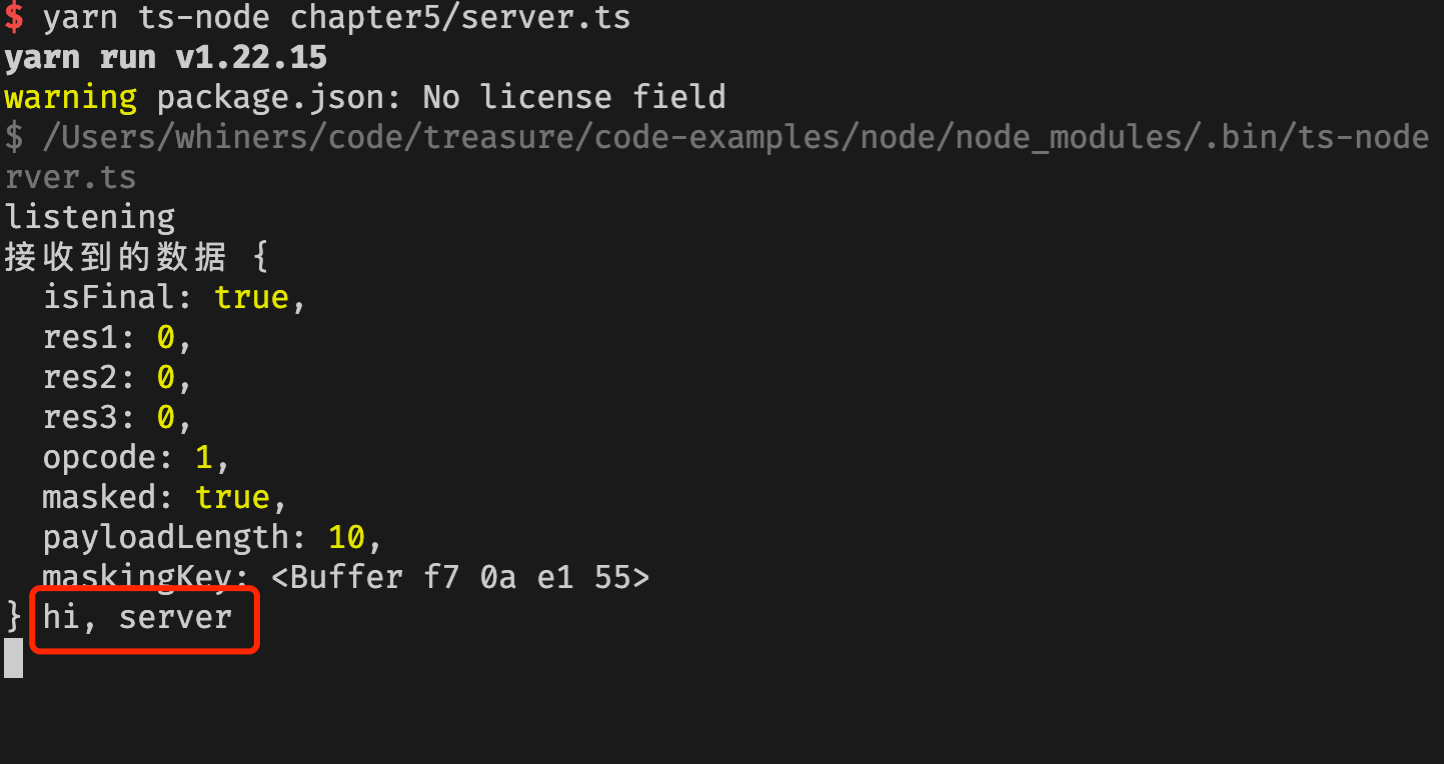 $ yarn ts-node chapter5/server.ts
yarn run v1.22.15
warning package.json: No license field
$ /Users/whiners/code/treasure/code-examples/node/node_modules/.bin/ts-node
rver.ts
listening
接收到的数据 {
  isFinal: true,
  res1: 0,
  res2: 0,
  res3: 0,
  opcode: 1,
  masked: true,
  payloadLength: 10,
  maskingKey: <Buffer f7 0a e1 55>
} hi, server